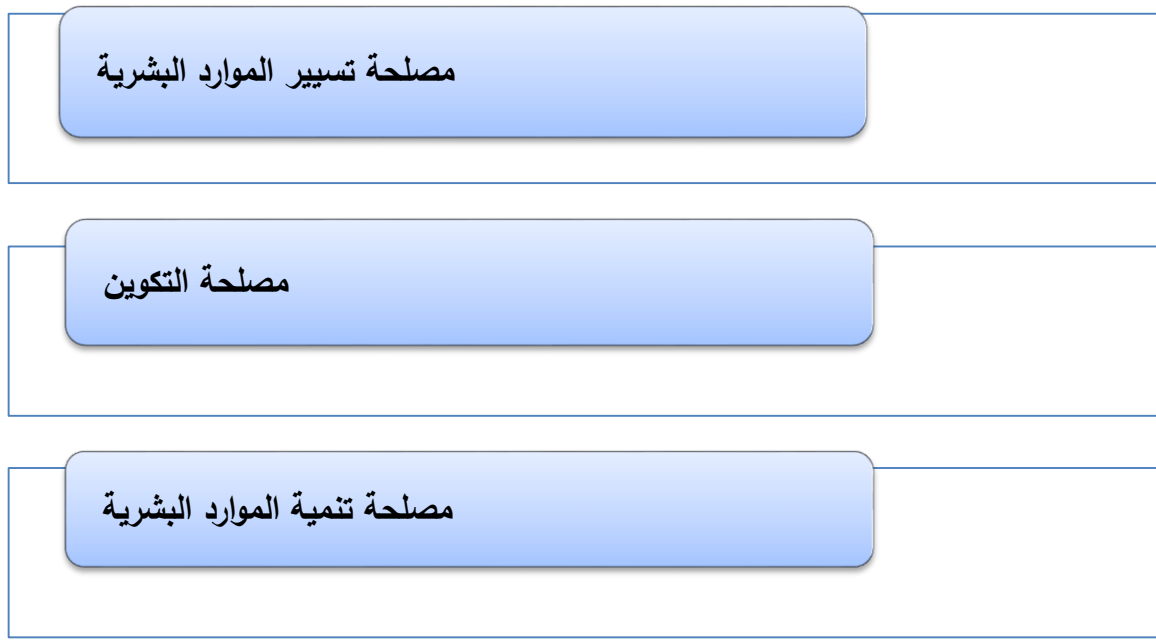 مصلحة تسيير الموارد البشرية
مصلحة التكوين
مصلحة تنمية الموارد البشرية